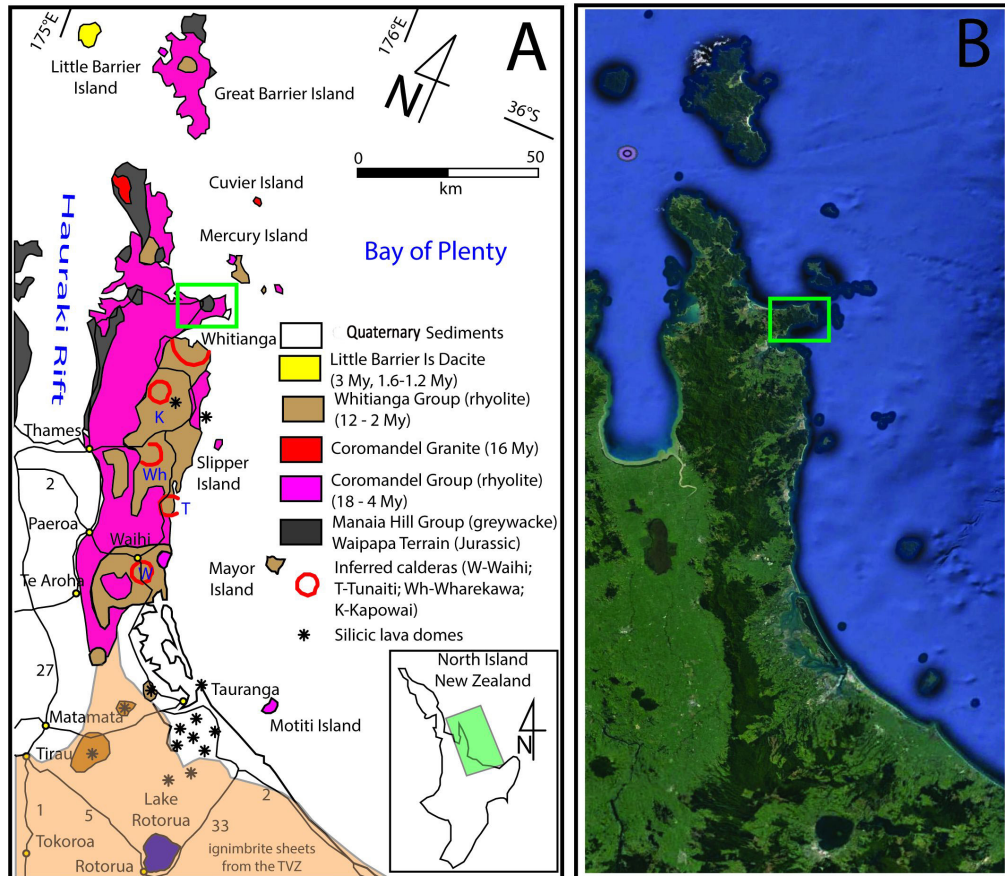 175°E
176°E
A
B
Little Barrier
Island
Great Barrier Island
N
36°S
0
50
km
Cuvier Island
Mercury Island
Hauraki Rift
Bay of Plenty
Whitianga
K
Thames
Wh
Slipper
Island
2
T
Paeroa
Waihi
W
Te Aroha
Mayor
Island
Quaternary Sediments
Little Barrier Is Dacite
(3 My, 1.6-1.2 My)
Whitianga Group (rhyolite)
(12 - 2 My)
Coromandel Granite (16 My)
Coromandel Group (rhyolite)
(18 - 4 My)
Manaia Hill Group (greywacke)
Waipapa Terrain (Jurassic)
Inferred calderas (W-Waihi;
T-Tunaiti; Wh-Wharekawa;
K-Kapowai)
Silicic lava domes
27
Tauranga
Matamata
Motiti Island
Tirau
1
5
Lake
Rotorua
2
33
Tokoroa
ignimbrite sheets
from the TVZ
Rotorua
North Island
New Zealand
N